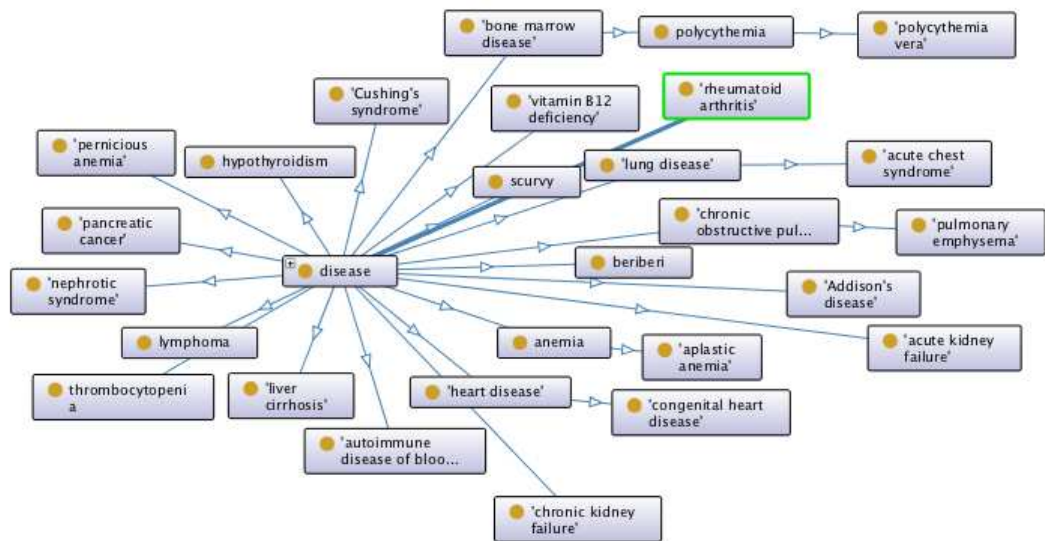 'bone marrow
disease'
polycythemia
'polycythemia
vera'
'Cushing's
syndrome'
'vitamin B12
deficiency'
'rheumatoid
arthritis'
'pernicious
anemia'
hypothyroidism
scurvy
'lung disease'
'acute chest
syndrome'
'pancreatic
cancer'
'chronic
obstructive pul...
'pulmonary
emphysema'
disease
beriberi
'nephrotic
syndrome'
'Addison's
disease'
lymphoma
anemia
'acute kidney
failure'
'aplastic
anemia'
thrombocytopeni
a
'liver
cirrhosis'
'heart disease'
'congenital heart
disease'
'autoimmune
disease of bloo...
'chronic kidney
failure'